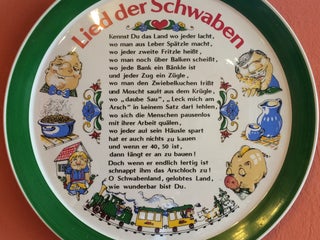 Lied der Schwaben
Kennst Du das Land wo jeder lacht,
wo man aus Leber Spätzle macht,
wo jeder zweite Fritzle heißt,
wo man noch über Balken scheißt,
wo jede Bank ein Bänkle ist
und jeder Zug ein Zügle,
wo man den Zwiebelkuchen frißt
und Moscht sauft aus dem Krügle,
wo „daube Sau", „Leck mich am
Arsch" in keinem Satz darf fehlen,
wo sich die Menschen pausenlos
mit ihrer Arbeit quälen,
wo jeder auf sein Häusle spart
hat er auch nichts zu kauen
und wenn er 40, 50 ist,
dann längt er an zu bauen!
Doch wenn er endlich fertig ist
schnappt ihm das Arschloch zu!
O Schwabenland, gelobtes Land,
wie wunderbar bist Du.